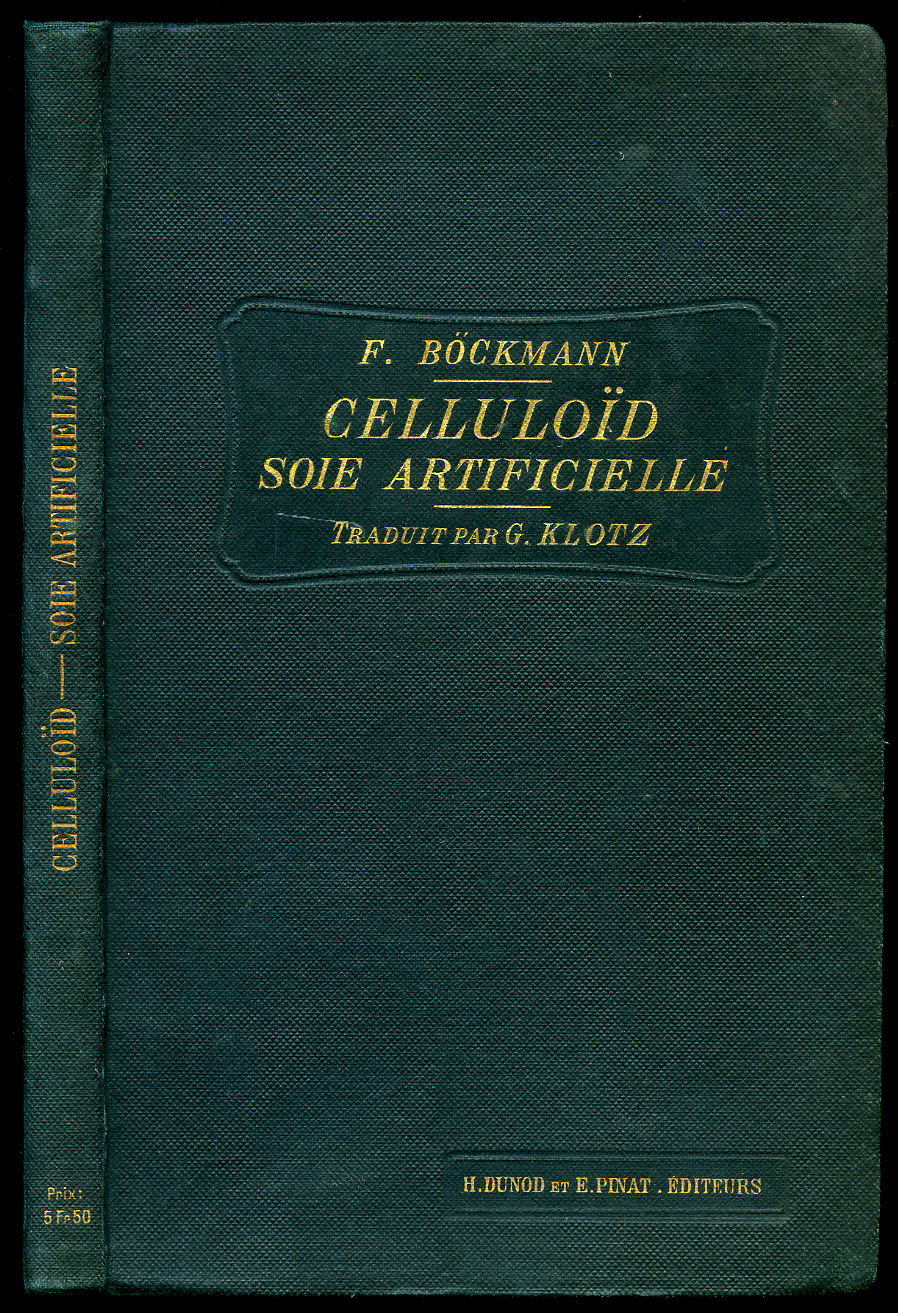 F. BÖCKMANN
CELLULOÏD
SOIE ARTIFICIELLE
TRADUIT PAR G. KLOTZ
H. DUNOD ET E. PINAT . ÉDITEURS
CELLULOÏD — SOIE ARTIFICIELLE
Prix:
5 Fr 50